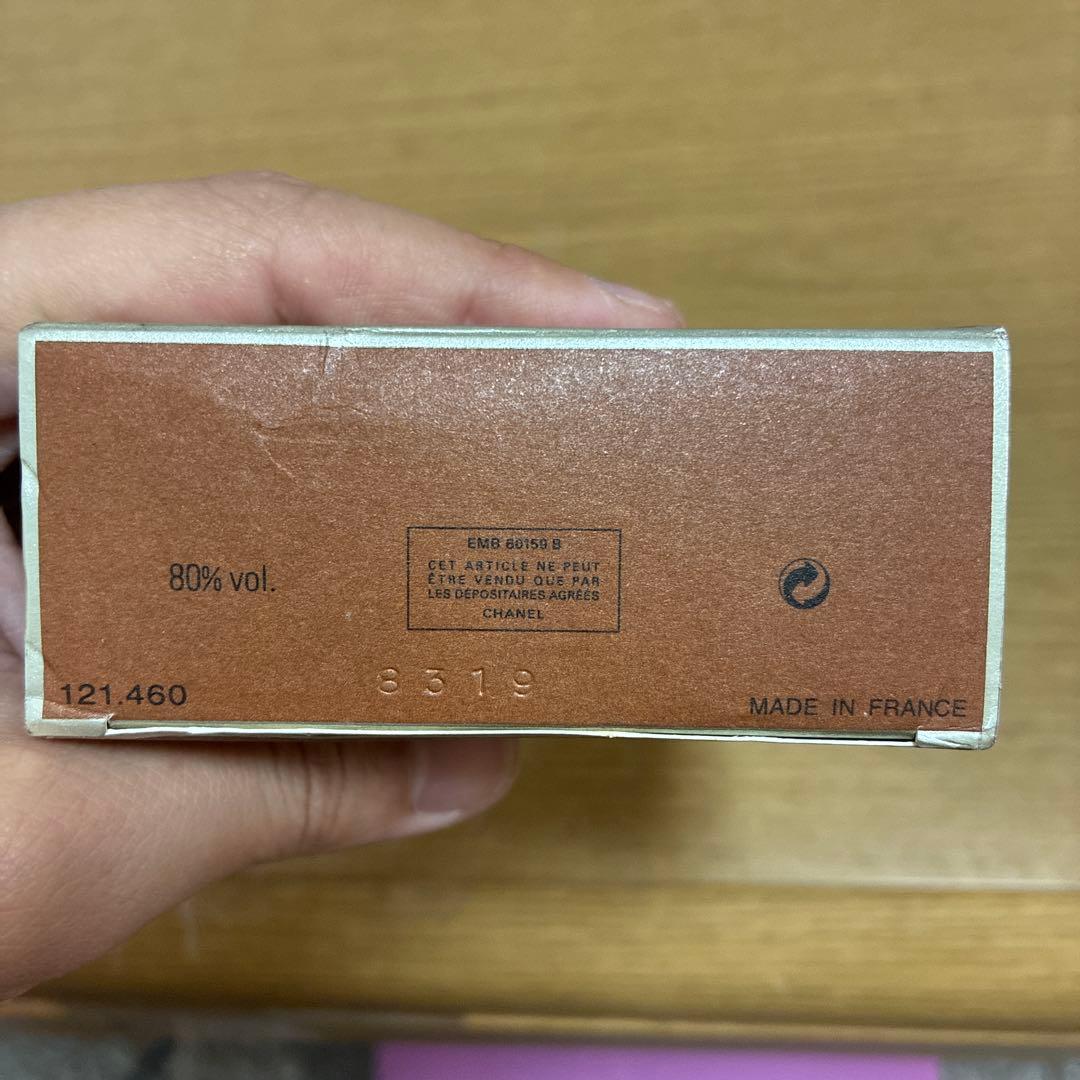 80% vol.
EMB 60159 B
CET ARTICLE NE PEUT
ÊTRE VENDU QUE PAR
LES DÉPOSITAIRES AGRÉÉS
CHANEL
8319
121.460
MADE IN FRANCE